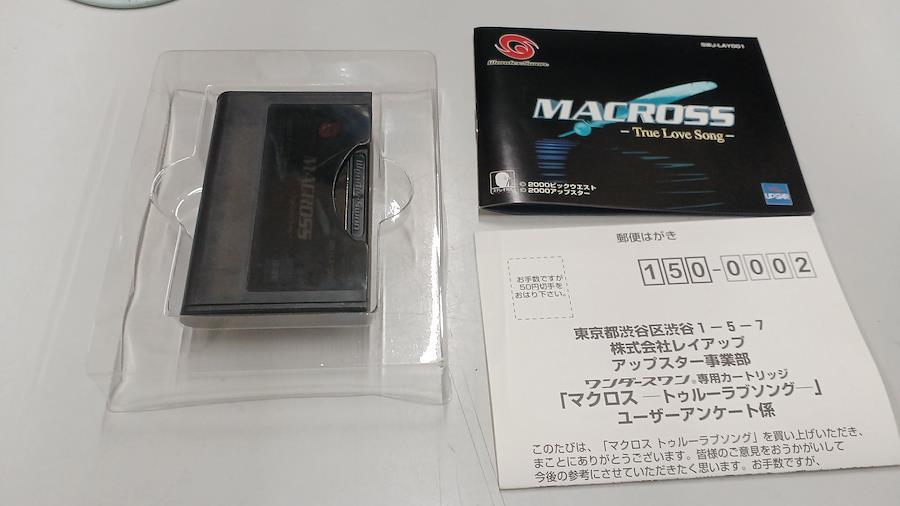 WonderSwan
SWJ-LAY001
MACROSS
- True Love Song -
©2000ビックウエスト
©2000アップスター
UPSTAR
MACROSS
WonderSwan
郵便はがき
お手数ですが
50円切手を
おはり下さい。
150-0002
東京都渋谷区渋谷1-5-7
株式会社レイアップ
アップスター事業部
ワンダースワン®専用カートリッジ
「マクロス ―トゥルーラブソング―」
ユーザーアンケート係
このたびは、「マクロス トゥルーラブソング」を買い上げいただき、
まことにありがとうございます。皆様のご意見をおうかがいして
今後の参考にさせていただきたく思います。お手数ですが、